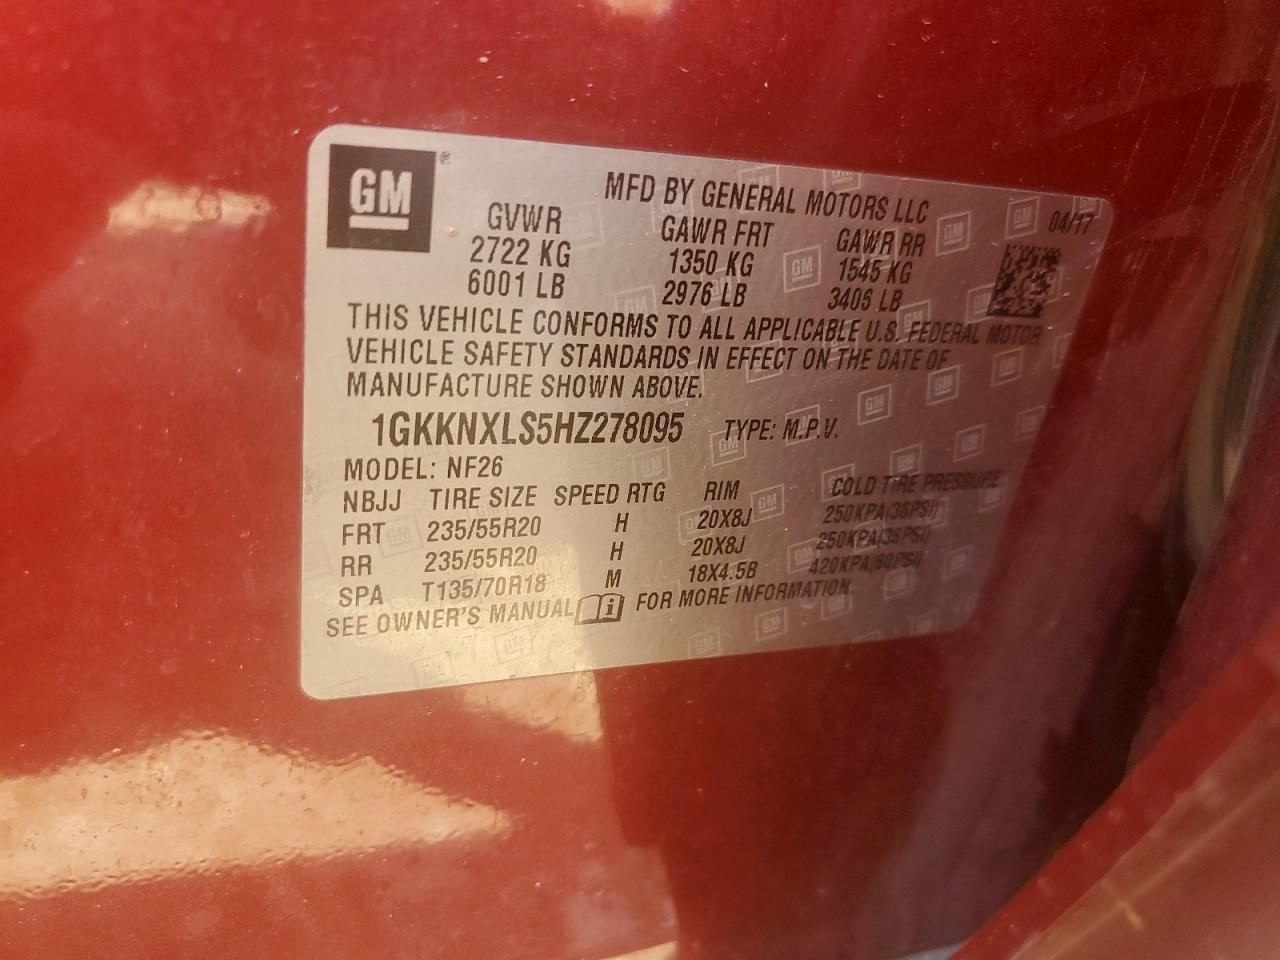 GM®
MFD BY GENERAL MOTORS LLC
04/17
GVWR GAWR FRT GAWR RR
2722 KG 1350 KG 1545 KG
6001 LB 2976 LB 3406 LB
THIS VEHICLE CONFORMS TO ALL APPLICABLE U.S. FEDERAL MOTOR
VEHICLE SAFETY STANDARDS IN EFFECT ON THE DATE OF
MANUFACTURE SHOWN ABOVE.
1GKKNXLS5HZ278095 TYPE: M.P.V.
MODEL: NF26
NBJJ TIRE SIZE SPEED RTG RIM COLD TIRE PRESSURE
FRT 235/55R20 H 20X8J 250KPA(36PSI)
RR 235/55R20 H 20X8J 250KPA(36PSI)
SPA T135/70R18 M 18X4.5B 420KPA(60PSI)
SEE OWNER'S MANUAL i FOR MORE INFORMATION.